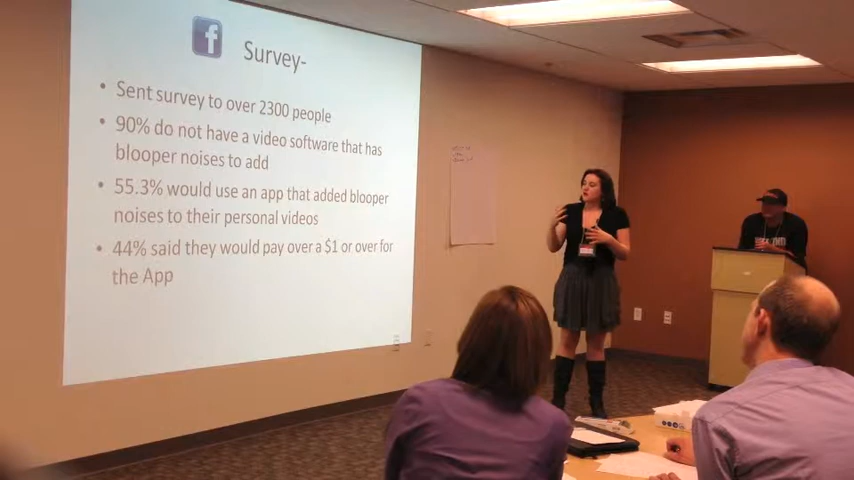 f
Survey-
• Sent survey to over 2300 people
• 90% do not have a video software that has
blooper noises to add
• 55.3% would use an app that added blooper
noises to their personal videos
• 44% said they would pay over a $1 or over for
the App